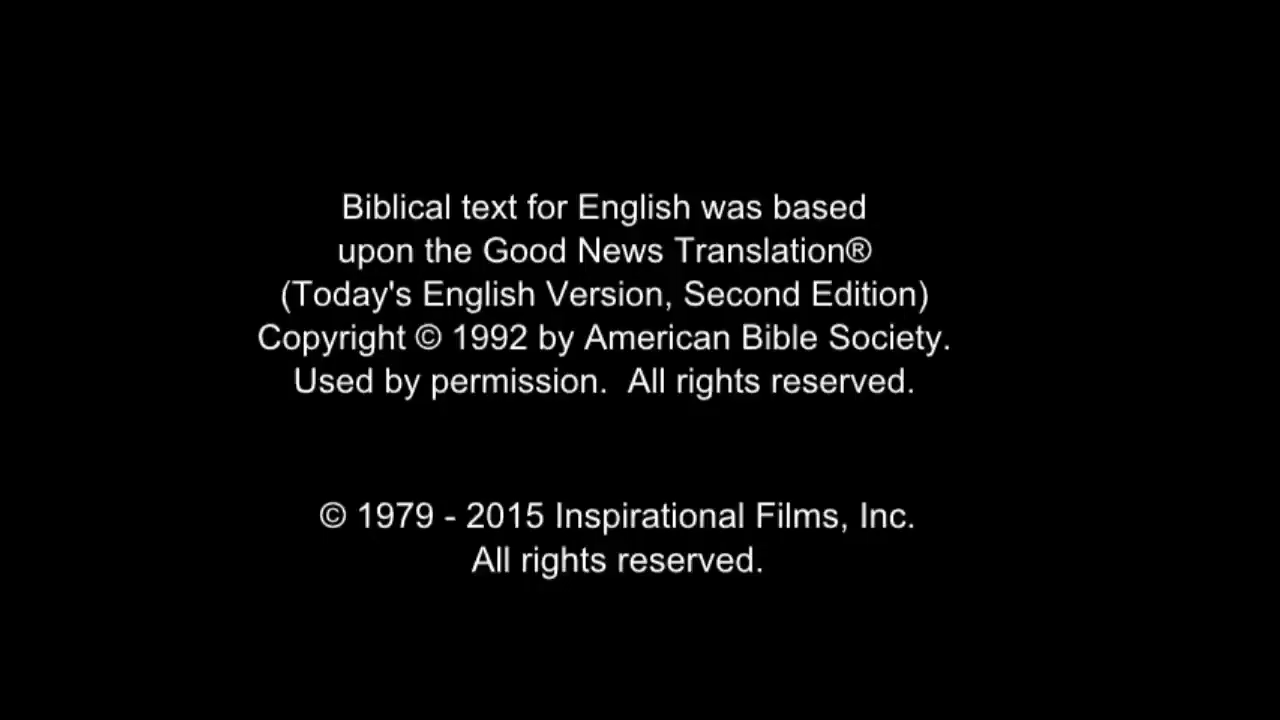 Biblical text for English was based
upon the Good News Translation®
(Today's English Version, Second Edition)
Copyright © 1992 by American Bible Society.
Used by permission.  All rights reserved.
© 1979 - 2015 Inspirational Films, Inc.
All rights reserved.